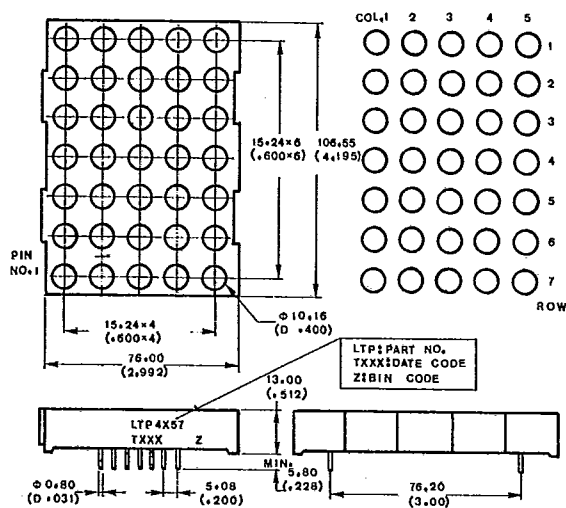 COL.1 2 3 4 5
1
2
3
4
5
6
7
ROW
15.24×6
(.600×6)
106.55
(4.195)
PIN
NO.1
15.24×4
(.600×4)
Φ10.16
(D .400)
76.00
(2.992)
LTP:PART NO.
TXXX:DATE CODE
Z:BIN CODE
13.00
(.512)
LTP4X57
TXXX Z
MIN.
5.80
(.228)
Φ0.80
(D .031)
5.08
(.200)
76.20
(3.00)